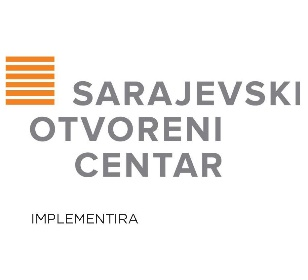 SARAJEVSKI
OTVORENI
CENTAR
IMPLEMENTIRA